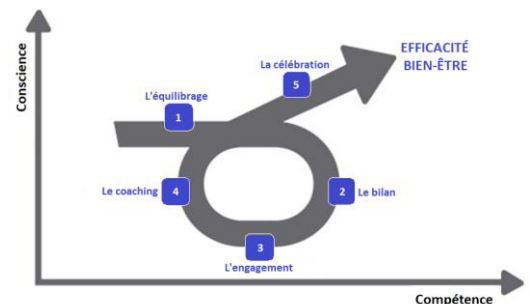 Conscience
EFFICACITÉ
BIEN-ÊTRE
La célébration
5
L'équilibrage
1
Le coaching
4
2
Le bilan
3
L'engagement
Compétence